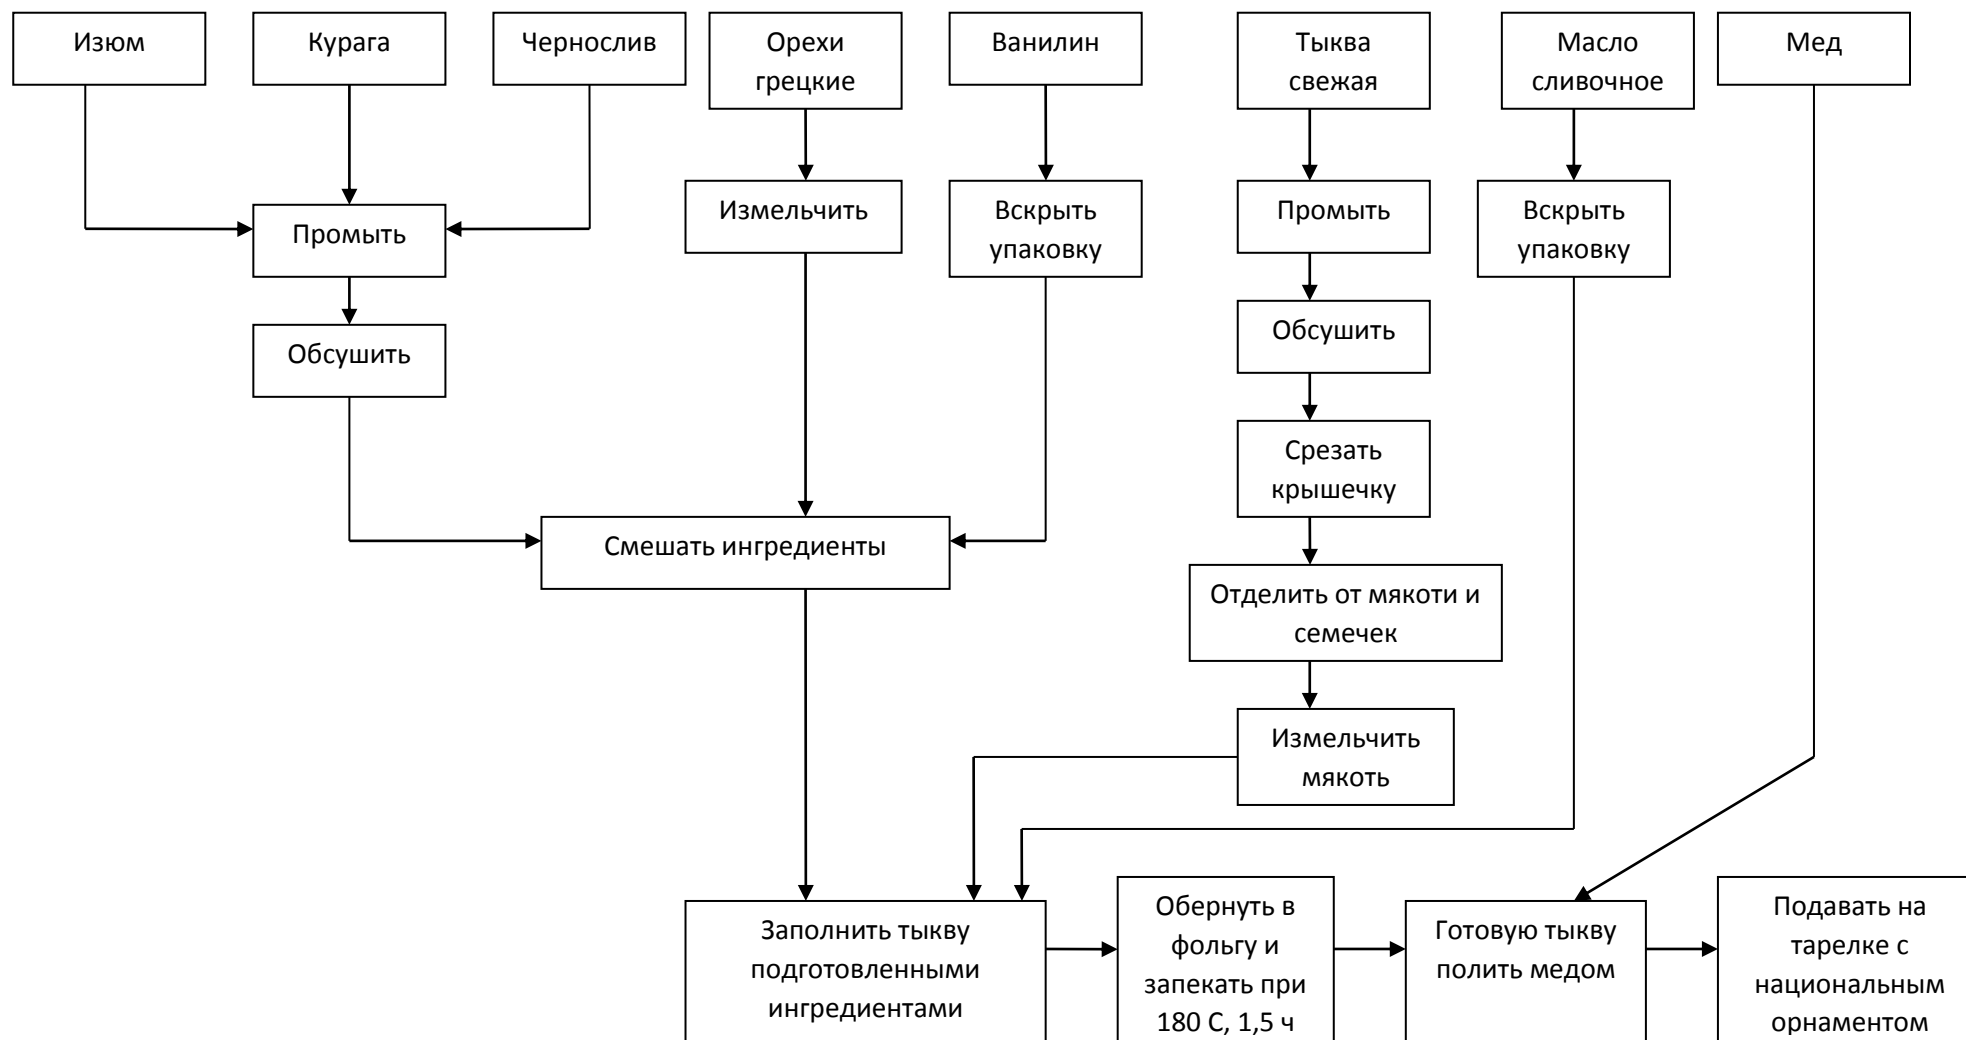 Изюм
Курага
Чернослив
Орехи
грецкие
Ванилин
Тыква
свежая
Масло
сливочное
Мед
Промыть
Измельчить
Вскрыть
упаковку
Промыть
Вскрыть
упаковку
Обсушить
Обсушить
Срезать
крышечку
Смешать ингредиенты
Отделить от мякоти и
семечек
Измельчить
мякоть
Заполнить тыкву
подготовленными
ингредиентами
Обернуть в
фольгу и
запекать при
180 С, 1,5 ч
Готовую тыкву
полить медом
Подавать на
тарелке с
национальным
орнаментом